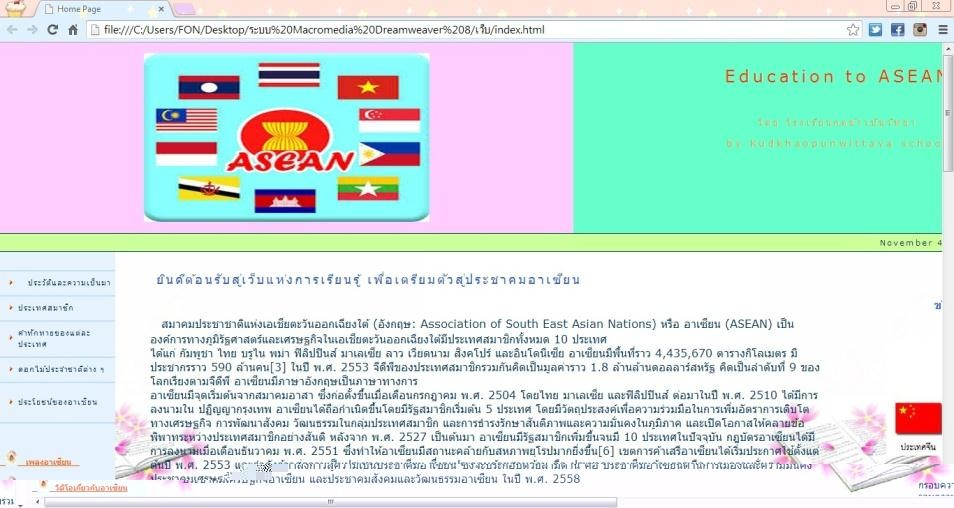 Home Page
file:///C:/Users/FON/Desktop/ระบบ%20Macromedia%20Dreamweaver%208/เว็บ/index.html
ASEAN
Education to ASEAN
โดย
by Kudkhaopunwittaya schoo
November 4
ประวัติและความเป็นมา
ประเทศสมาชิก
คำทักทายของแต่ละ
ประเทศ
ดอกไม้ประจำชาติต่าง ๆ
ประโยชน์ของอาเซียน
เพลงอาเซียน
วีดีโอเกี่ยวกับอาเซียน
ยินดีต้อนรับสู่เว็บแห่งการเรียนรู้ เพื่อเตรียมตัวสู่ประชาคมอาเซียน
สมาคมประชาชาติแห่งเอเชียตะวันออกเฉียงใต้ (อังกฤษ: Association of South East Asian Nations) หรือ อาเซียน (ASEAN) เป็น
องค์การทางภูมิรัฐศาสตร์และเศรษฐกิจในเอเชียตะวันออกเฉียงใต้มีประเทศสมาชิกทั้งหมด 10 ประเทศ
ได้แก่ กัมพูชา ไทย บรูไน พม่า ฟิลิปปินส์ มาเลเซีย ลาว เวียดนาม สิงคโปร์ และอินโดนีเซีย อาเซียนมีพื้นที่ราว 4,435,670 ตารางกิโลเมตร มี
ประชากรราว 590 ล้านคน[3] ในปี พ.ศ. 2553 จีดีพีของประเทศสมาชิกรวมกันคิดเป็นมูลค่าราว 1.8 ล้านล้านดอลลาร์สหรัฐ คิดเป็นลำดับที่ 9 ของ
โลกเรียงตามจีดีพี อาเซียนมีภาษาอังกฤษเป็นภาษาทางการ
อาเซียนมีจุดเริ่มต้นจากสมาคมอาสา ซึ่งก่อตั้งขึ้นเมื่อเดือนกรกฎาคม พ.ศ. 2504 โดยไทย มาเลเซีย และฟิลิปปินส์ ต่อมาในปี พ.ศ. 2510 ได้มีการ
ลงนามใน ปฏิญญากรุงเทพ อาเซียนได้ถือกำเนิดขึ้นโดยมีรัฐสมาชิกเริ่มต้น 5 ประเทศ โดยมีวัตถุประสงค์เพื่อความร่วมมือในการเพิ่มอัตราการเติบโต
ทางเศรษฐกิจ การพัฒนาสังคม วัฒนธรรมในกลุ่มประเทศสมาชิก และการธำรงรักษาสันติภาพและความมั่นคงในภูมิภาค และเปิดโอกาสให้คลายข้อ
พิพาทระหว่างประเทศสมาชิกอย่างสันติ หลังจาก พ.ศ. 2527 เป็นต้นมา อาเซียนมีรัฐสมาชิกเพิ่มขึ้นจนมี 10 ประเทศในปัจจุบัน กฎบัตรอาเซียนได้มี
การลงนามเมื่อเดือนธันวาคม พ.ศ. 2551 ซึ่งทำให้อาเซียนมีสถานะคล้ายกับสหภาพยุโรปมากยิ่งขึ้น[6] เขตการค้าเสรีอาเซียนได้เริ่มประกาศใช้ตั้งแต่
ต้นปี พ.ศ. 2553
อาเซียน และประชาคมสังคมและวัฒนธรรมอาเซียน ในปี พ.ศ. 2558
ประเทศจีน
กรอบคว